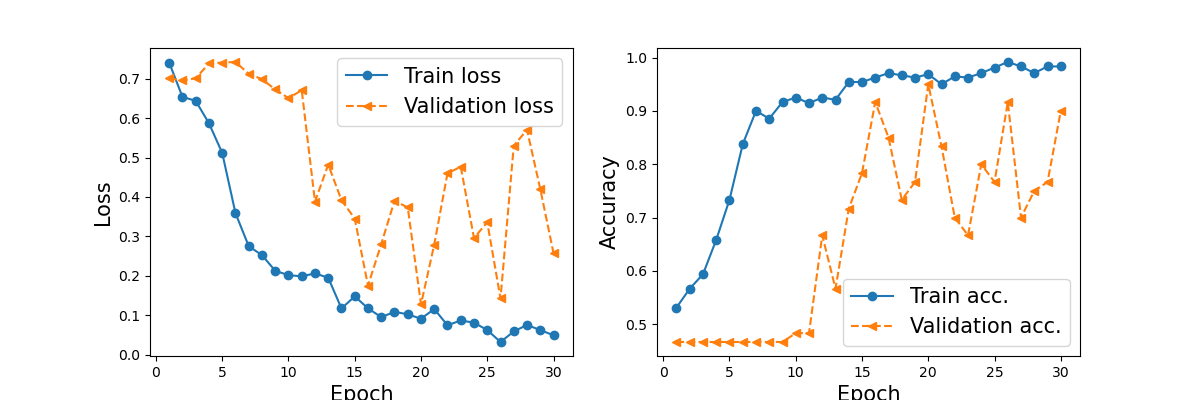 0.7
0.6
0.5
0.4
0.3
0.2
0.1
0.0
Loss
Train loss
Validation loss
0 5 10 15 20 25 30
Epoch
1.0
0.9
0.8
0.7
0.6
0.5
Accuracy
Train acc.
Validation acc.
0 5 10 15 20 25 30
Epoch